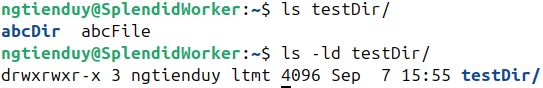 ngtienduy@SplendidWorker:~$ ls testDir/
abcDir  abcFile
ngtienduy@SplendidWorker:~$ ls -ld testDir/
drwxrwxr-x 3 ngtienduy ltmt 4096 Sep  7 15:55 testDir/